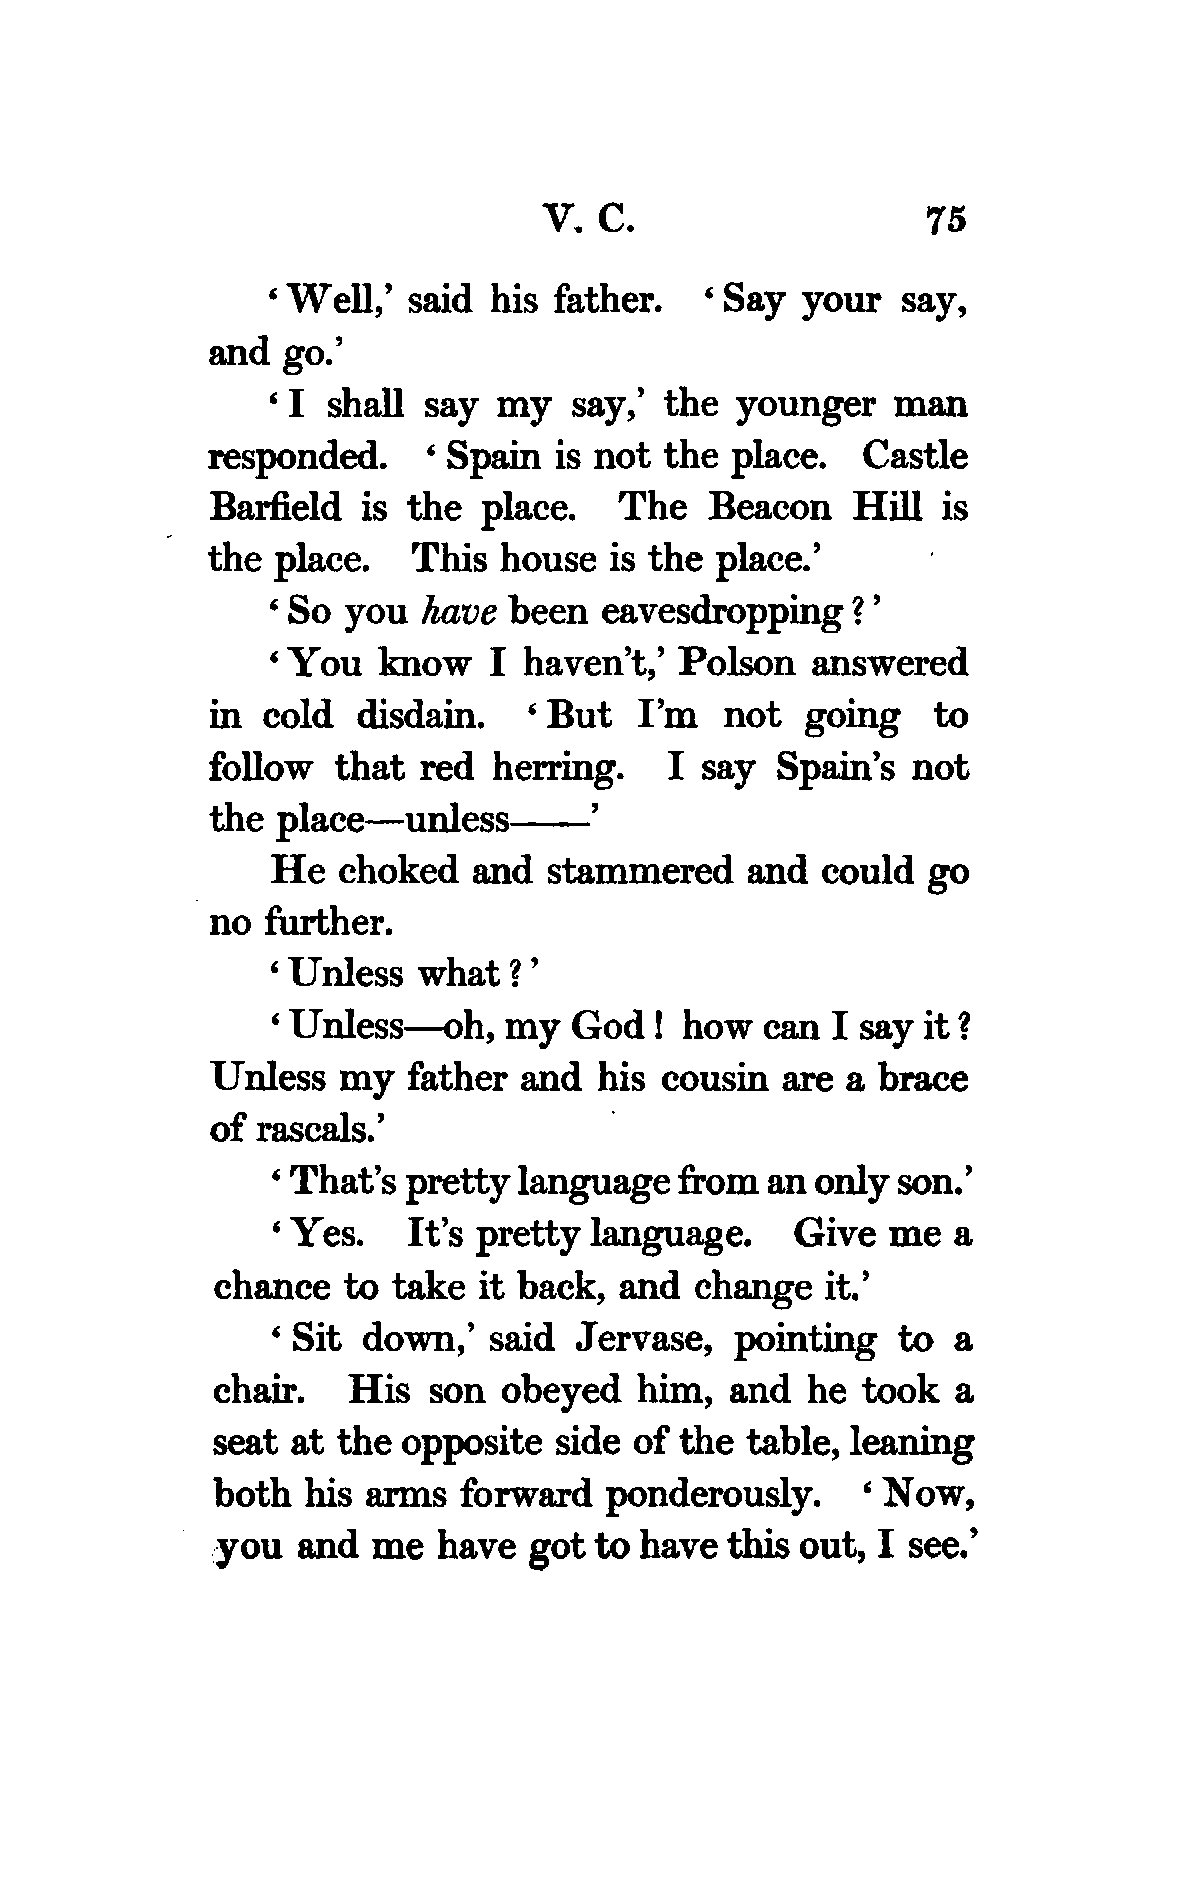 V. C. 75
‘Well,’ said his father. ‘Say your say,
and go.’
‘I shall say my say,’ the younger man
responded. ‘Spain is not the place. Castle
Barfield is the place. The Beacon Hill is
the place. This house is the place.’
‘So you have been eavesdropping?’
‘You know I haven’t,’ Polson answered
in cold disdain. ‘But I’m not going to
follow that red herring. I say Spain’s not
the place—unless——’
He choked and stammered and could go
no further.
‘Unless what?’
‘Unless—oh, my God! how can I say it?
Unless my father and his cousin are a brace
of rascals.’
‘That’s pretty language from an only son.’
‘Yes. It’s pretty language. Give me a
chance to take it back, and change it.’
‘Sit down,’ said Jervase, pointing to a
chair. His son obeyed him, and he took a
seat at the opposite side of the table, leaning
both his arms forward ponderously. ‘Now,
you and me have got to have this out, I see.’